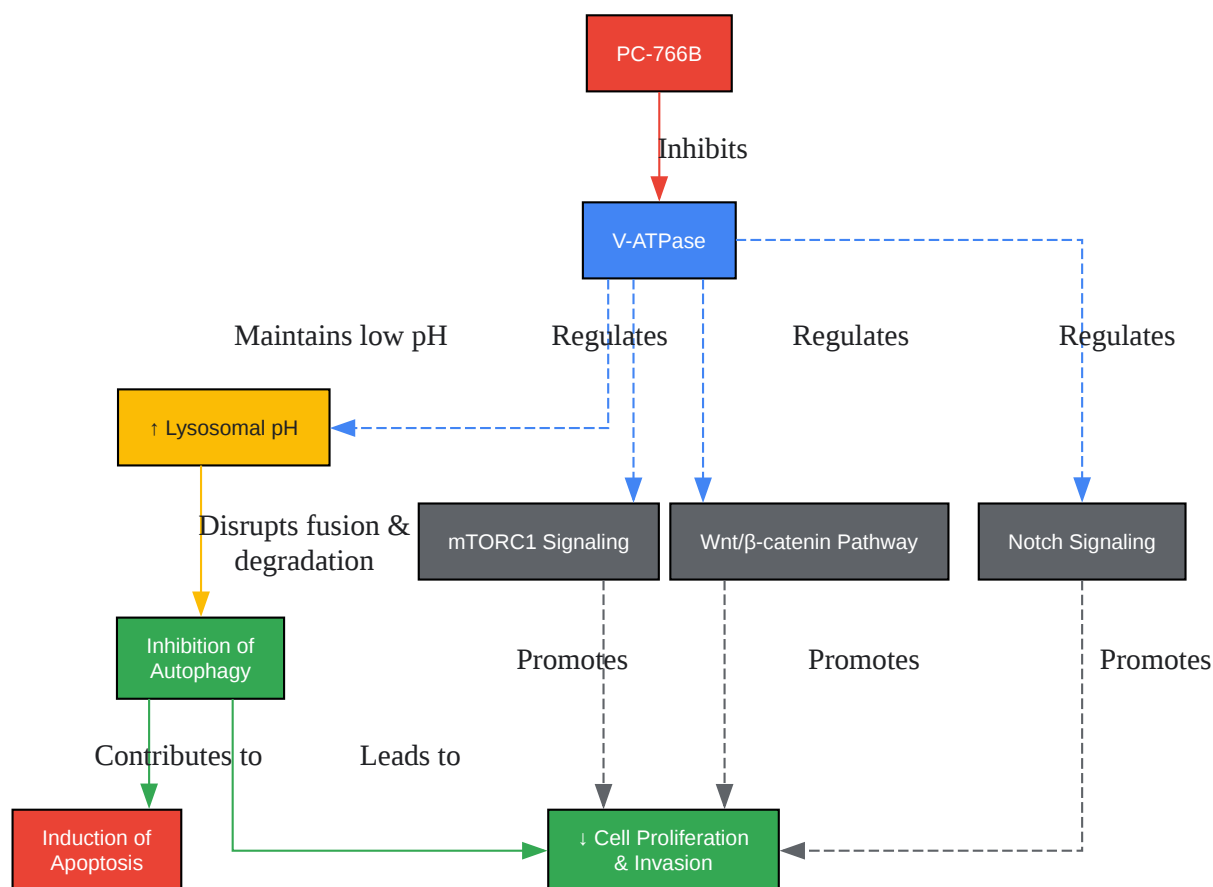 PC-766B
Inhibits
V-ATPase
Maintains low pH
Regulates
Regulates
Regulates
↑ Lysosomal pH
Disrupts fusion &
degradation
mTORC1 Signaling
Wnt/β-catenin Pathway
Notch Signaling
Inhibition of
Autophagy
Promotes
Promotes
Promotes
Contributes to
Leads to
Induction of
Apoptosis
↓ Cell Proliferation
& Invasion